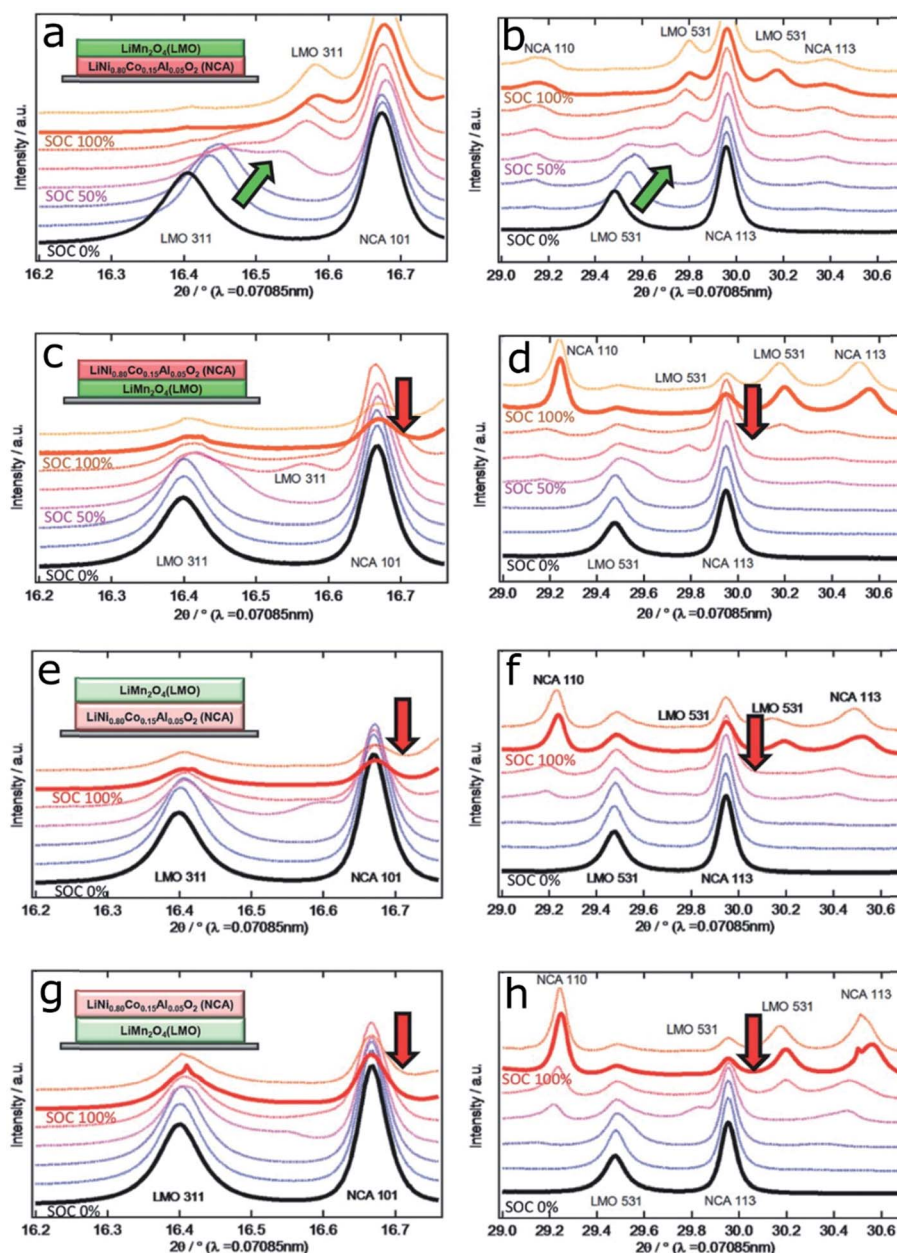 a
LiMn2O4(LMO)
LiNi0.80Co0.15Al0.05O2 (NCA)
LMO 311
SOC 100%
SOC 50%
SOC 0%
LMO 311
NCA 101
Intensity / a.u.
16.2 16.3 16.4 16.5 16.6 16.7
2θ / ° (λ =0.07085nm)
b
NCA 110
LMO 531
LMO 531
NCA 113
SOC 100%
SOC 50%
SOC 0%
LMO 531
NCA 113
Intensity / a.u.
29.0 29.2 29.4 29.6 29.8 30.0 30.2 30.4 30.6
2θ / ° (λ =0.07085nm)
c
LiNi0.80Co0.15Al0.05O2 (NCA)
LiMn2O4(LMO)
SOC 100%
LMO 311
SOC 50%
LMO 311
NCA 101
SOC 0%
Intensity / a.u.
16.2 16.3 16.4 16.5 16.6 16.7
2θ / ° (λ =0.07085nm)
d
NCA 110
LMO 531
LMO 531
NCA 113
SOC 100%
SOC 50%
SOC 0%
LMO 531
NCA 113
Intensity / a.u.
29.0 29.2 29.4 29.6 29.8 30.0 30.2 30.4 30.6
2θ / ° (λ =0.07085nm)
e
LiMn2O4(LMO)
LiNi0.80Co0.15Al0.05O2 (NCA)
SOC 100%
LMO 311
NCA 101
SOC 0%
Intensity / a.u.
16.2 16.3 16.4 16.5 16.6 16.7
2θ / ° (λ =0.07085nm)
f
NCA 110
LMO 531
LMO 531
NCA 113
SOC 100%
SOC 0%
LMO 531
NCA 113
Intensity / a.u.
29.0 29.2 29.4 29.6 29.8 30.0 30.2 30.4 30.6
2θ / ° (λ =0.07085nm)
g
LiNi0.80Co0.15Al0.05O2 (NCA)
LiMn2O4(LMO)
SOC 100%
LMO 311
NCA 101
SOC 0%
Intensity / a.u.
16.2 16.3 16.4 16.5 16.6 16.7
2θ / ° (λ =0.07085nm)
h
NCA 110
LMO 531
LMO 531
NCA 113
SOC 100%
SOC 0%
LMO 531
NCA 113
Intensity / a.u.
29.0 29.2 29.4 29.6 29.8 30.0 30.2 30.4 30.6
2θ / ° (λ =0.07085nm)